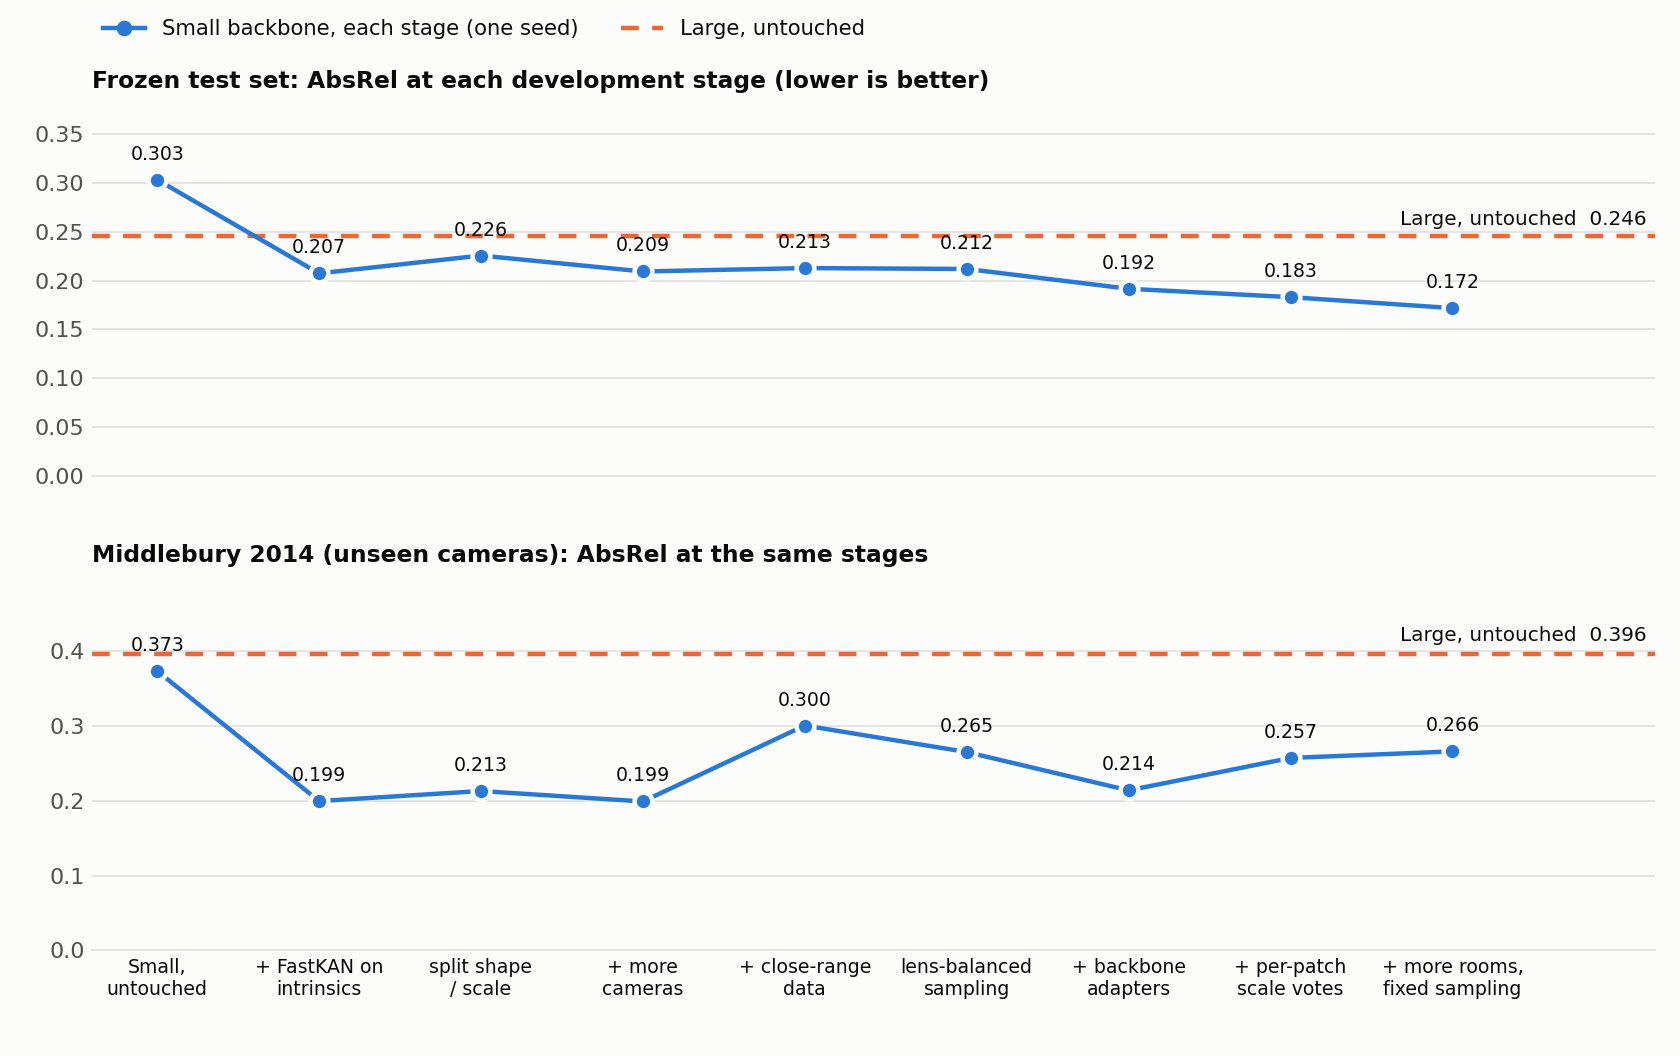 Small backbone, each stage (one seed) Large, untouched
Frozen test set: AbsRel at each development stage (lower is better)
0.35
0.30
0.25
0.20
0.15
0.10
0.05
0.00
0.303
0.207
0.226
0.209
0.213
0.212
0.192
0.183
0.172
Large, untouched 0.246
Middlebury 2014 (unseen cameras): AbsRel at the same stages
0.4
0.3
0.2
0.1
0.0
0.373
0.199
0.213
0.199
0.300
0.265
0.214
0.257
0.266
Large, untouched 0.396
Small,
untouched
+ FastKAN on
intrinsics
split shape
/ scale
+ more
cameras
+ close-range
data
lens-balanced
sampling
+ backbone
adapters
+ per-patch
scale votes
+ more rooms,
fixed sampling